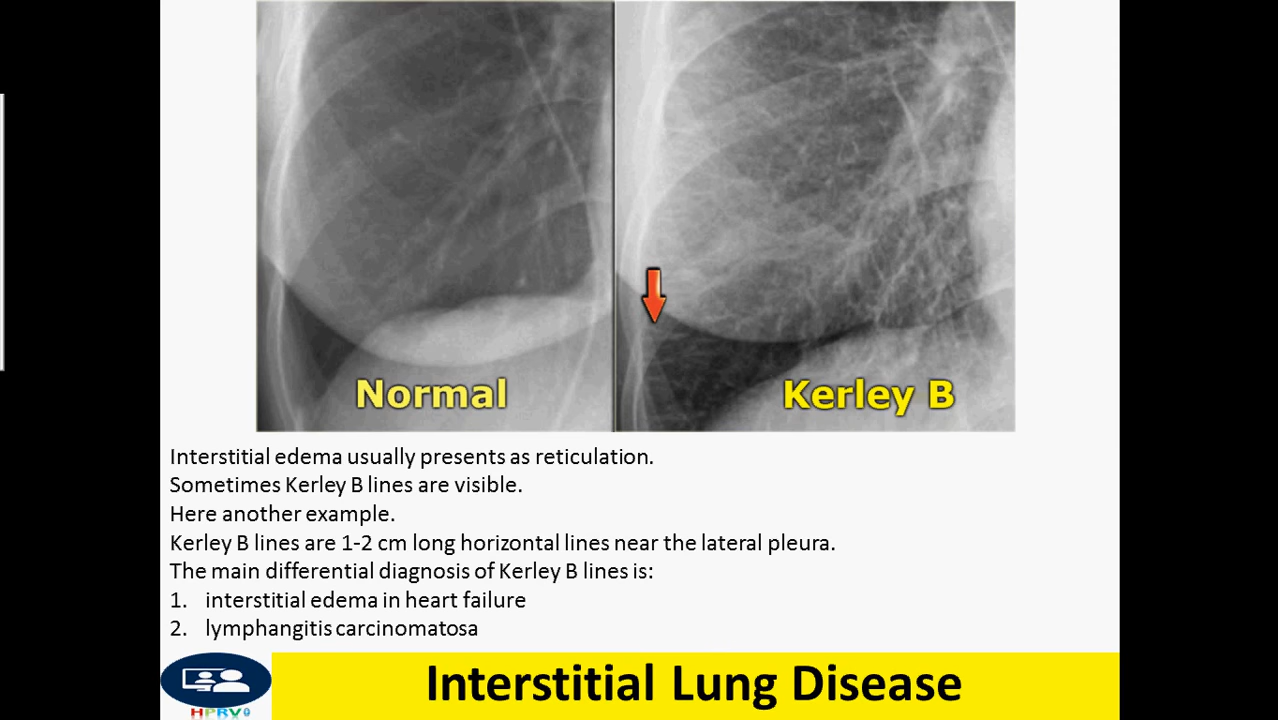 Normal
Kerley B
Interstitial edema usually presents as reticulation.
Sometimes Kerley B lines are visible.
Here another example.
Kerley B lines are 1-2 cm long horizontal lines near the lateral pleura.
The main differential diagnosis of Kerley B lines is:
1. interstitial edema in heart failure
2. lymphangitis carcinomatosa
Interstitial Lung Disease
HPRV